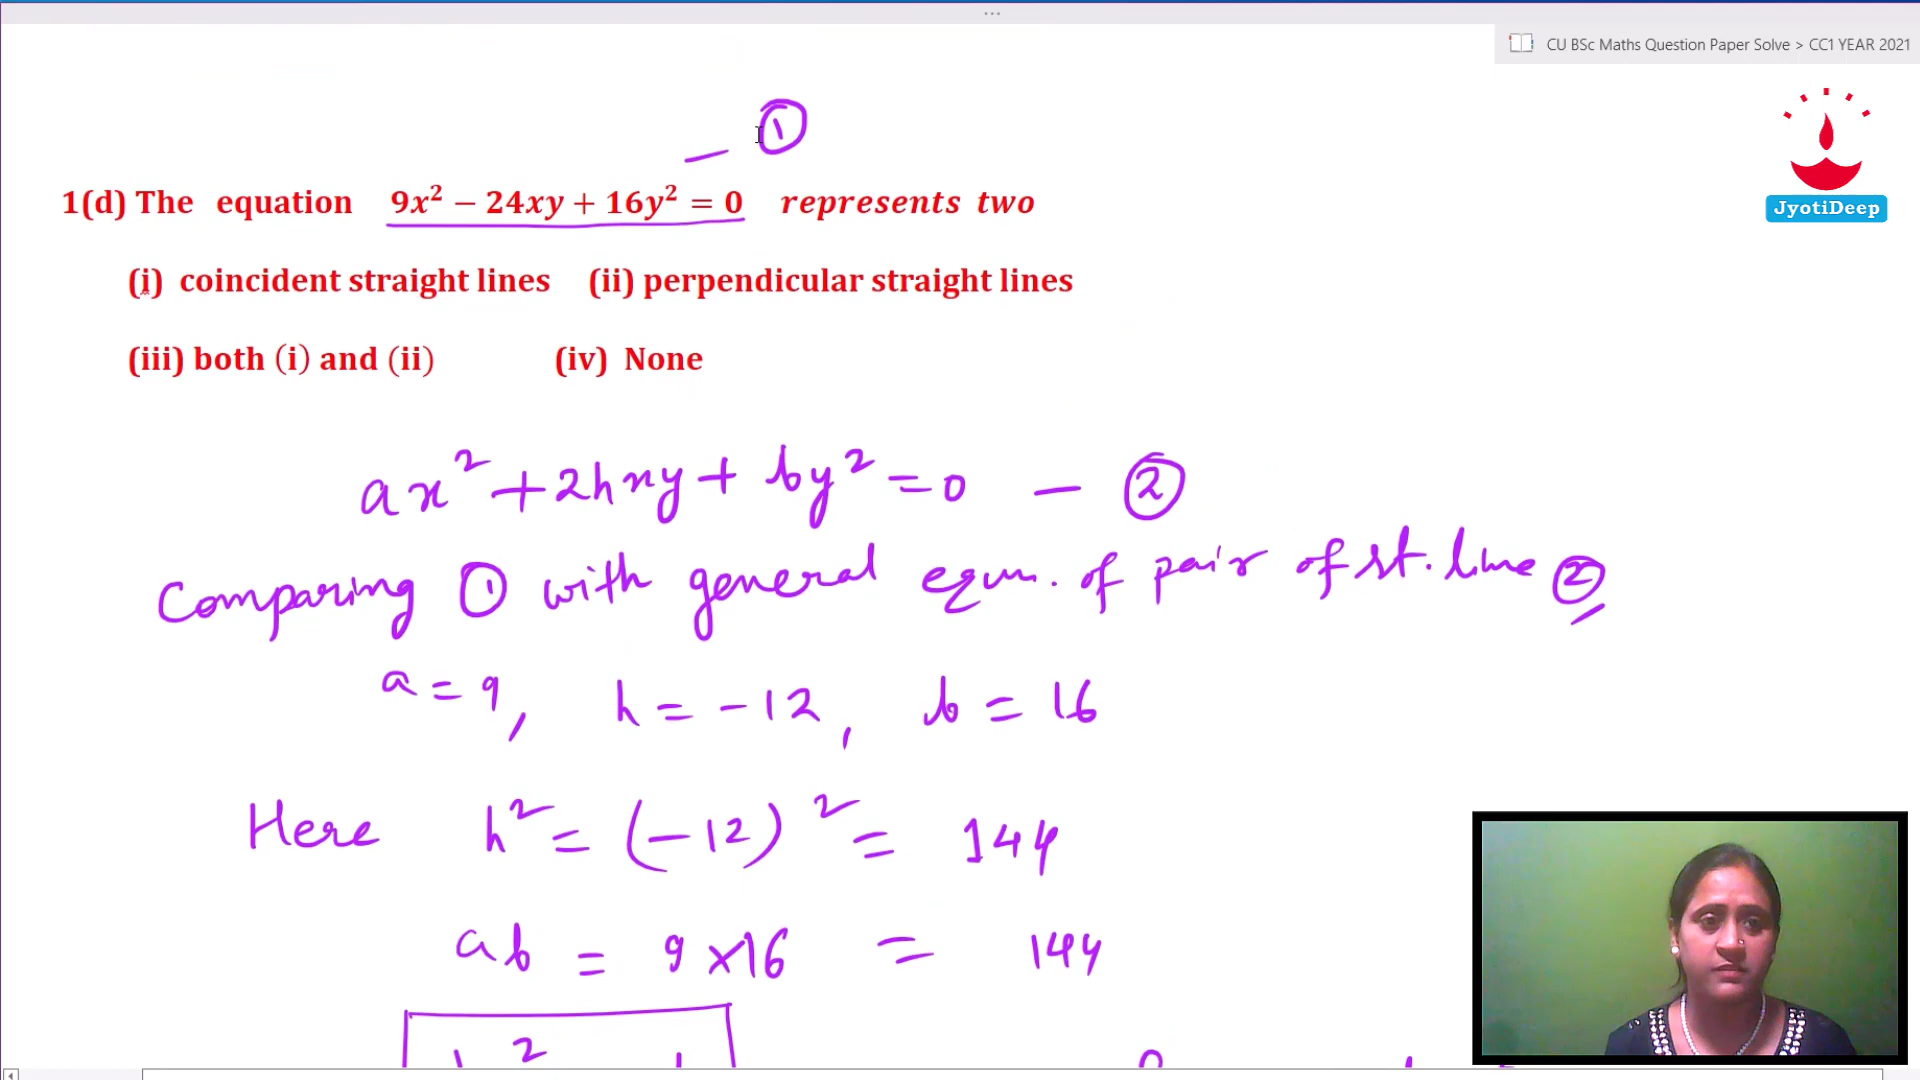 CU BSc Maths Question Paper Solve > CC1 YEAR 2021
JyotiDeep
— ①
1(d) The equation 9x² − 24xy + 16y² = 0 represents two
(i) coincident straight lines (ii) perpendicular straight lines
(iii) both (i) and (ii) (iv) None
ax² + 2hxy + by² = 0 — ②
Comparing ① with general equn. of pair of st. line ②
a = 9, h = -12, b = 16
Here h² = (-12)² = 144
ab = 9 × 16 = 144